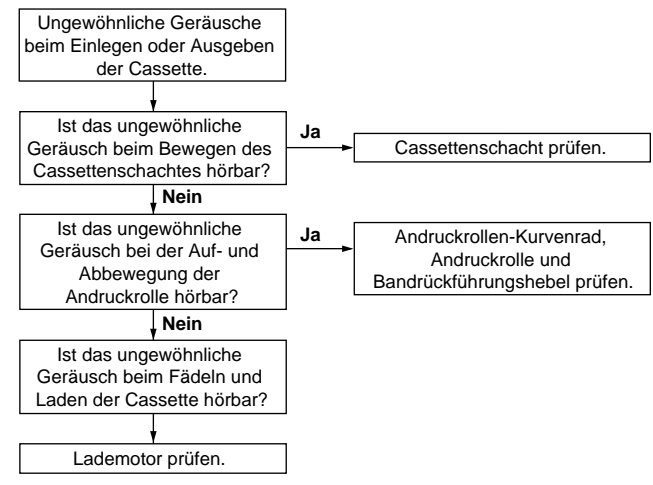 Ungewöhnliche Geräusche
beim Einlegen oder Ausgeben
der Cassette.
Ist das ungewöhnliche
Geräusch beim Bewegen des
Cassettenschachtes hörbar?
Ja
Cassettenschacht prüfen.
Nein
Ist das ungewöhnliche
Geräusch bei der Auf- und
Abbewegung der
Andruckrolle hörbar?
Ja
Andruckrollen-Kurvenrad,
Andruckrolle und
Bandrückführungshebel prüfen.
Nein
Ist das ungewöhnliche
Geräusch beim Fädeln und
Laden der Cassette hörbar?
Lademotor prüfen.